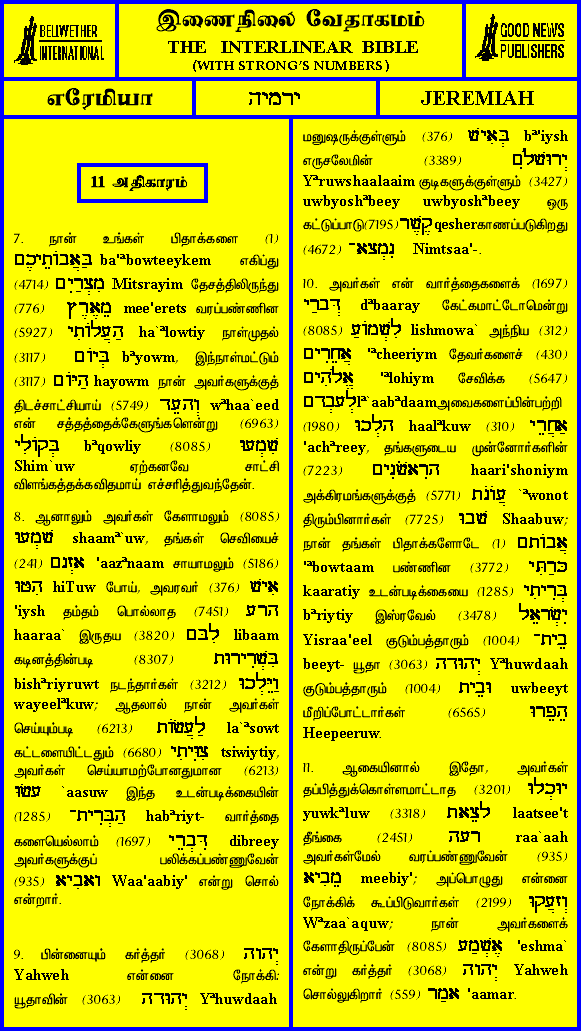 BELLWETHER
INTERNATIONAL
இணைநிலை வேதாகமம்
THE INTERLINEAR BIBLE
(WITH STRONG'S NUMBERS)
GOOD NEWS
PUBLISHERS
எரேமியா
ירמיה
JEREMIAH
11 அதிகாரம்
7. நான் உங்கள் பிதாக்களை (1)
בַּאֲבוֹתֵיכֶם ba'ªbowteeykem எகிப்து
(4714) מִצְרַיִם Mitsrayim தேசத்திலிருந்து
(776) מֵאֶרֶץ mee'erets வரப்பண்ணின
(5927) הַעֲלוֹתִי ha`ªlowtiy நாள்முதல்
(3117) בְּיוֹם bªyowm, இந்நாள்மட்டும்
(3117) הַיּוֹם hayowm நான் அவர்களுக்குத்
திடச்சாட்சியாய் (5749) וְהָעֵד wªhaa`eed
என் சத்தத்தைக்கேளுங்களென்று (6963)
בְּקוֹלִי bªqowliy (8085) שִׁמְעוּ
Shim`uw ஏற்கனவே சாட்சி
விளங்கத்தக்கவிதமாய் எச்சரித்துவந்தேன்.
8. ஆனாலும் அவர்கள் கேளாமலும் (8085)
שָׁמְעוּ shaamª`uw, தங்கள் செவியைச்
(241) אָזְנָם 'aazªnaam சாயாமலும் (5186)
הִטּוּ hiTuw போய், அவரவர் (376) אִישׁ
'iysh தம்தம் பொல்லாத (7451) הָרָע
haaraa` இருதய (3820) לִבָּם libaam
கடினத்தின்படி (8307) בִּשְׁרִירוּת
bishªriyruwt நடந்தார்கள் (3212) וַיֵּלְכוּ
wayeelªkuw; ஆதலால் நான் அவர்கள்
செய்யும்படி (6213) לַעֲשׂוֹת la`ªsowt
கட்டளையிட்டதும் (6680) צִוִּיתִי tsiwiytiy,
அவர்கள் செய்யாமற்போனதுமான (6213)
עָשׂוּ `aasuw இந்த உடன்படிக்கையின்
(1285) הַבְּרִית־ habªriyt- வார்த்தை
களையெல்லாம் (1697) דִּבְרֵי dibreey
அவர்களுக்குப் பலிக்கப்பண்ணுவேன்
(935) וָאָבִיא Waa'aabiy' என்று சொல்
என்றார்.
9. பின்னையும் கர்த்தர் (3068) יְהוָה
Yahweh என்னை நோக்கி:
யூதாவின் (3063) יְהוּדָה Yªhuwdaah
மனுஷருக்குள்ளும் (376) בְּאִישׁ bª'iysh
எருசலேமின் (3389) יְרוּשָׁלִָם
Yªruwshaalaaim குடிகளுக்குள்ளும் (3427)
uwbyoshªbeey uwbyoshªbeey ஒரு
கட்டுப்பாடு(7195)קֶשֶׁר qesherகாணப்படுகிறது
(4672) נִמְצָא־ Nimtsaa'-.
10. அவர்கள் என் வார்த்தைகளைக் (1697)
דְּבָרַי dªbaaray கேட்கமாட்டோமென்று
(8085) לִשְׁמוֹעַ lishmowa` அந்நிய (312)
אֲחֵרִים 'ªcheeriym தேவர்களைச் (430)
אֱלֹהִים 'ªlohiym சேவிக்க (5647)
לְעָבְדָםlª`aabªdaamஅவைகளைப்பின்பற்றி
(1980) הָלְכוּ haalªkuw (310) אַחֲרֵי
'achªreey, தங்களுடைய முன்னோர்களின்
(7223) הָרִאשֹׁנִים haari'shoniym
அக்கிரமங்களுக்குத் (5771) עֲוֹנֹת `ªwonot
திரும்பினார்கள் (7725) שָׁבוּ Shaabuw;
நான் தங்கள் பிதாக்களோடே (1) אֲבוֹתָם
'ªbowtaam பண்ணின (3772) כָּרַתִּי
kaaratiy உடன்படிக்கையை (1285) בְּרִיתִי
bªriytiy இஸ்ரவேல் (3478) יִשְׂרָאֵל
Yisraa'eel குடும்பத்தாரும் (1004) בֵית־
beeyt- யூதா (3063) יְהוּדָה Yªhuwdaah
குடும்பத்தாரும் (1004) וּבֵית uwbeeyt
மீறிப்போட்டார்கள் (6565) הֵפֵרוּ
Heepeeruw.
11. ஆகையினால் இதோ, அவர்கள்
தப்பித்துக்கொள்ளமாட்டாத (3201) יוּכְלוּ
yuwkªluw (3318) לָצֵאת laatsee't
தீங்கை (2451) רָעָה raa`aah
அவர்கள்மேல் வரப்பண்ணுவேன் (935)
מֵבִיא meebiy'; அப்பொழுது என்னை
நோக்கிக் கூப்பிடுவார்கள் (2199) וְזָעֲקוּ
Wªzaa`aquw; நான் அவர்களைக்
கேளாதிருப்பேன் (8085) אֶשְׁמַע 'eshma`
என்று கர்த்தர் (3068) יְהוָה Yahweh
சொல்லுகிறார் (559) אָמַר 'aamar.